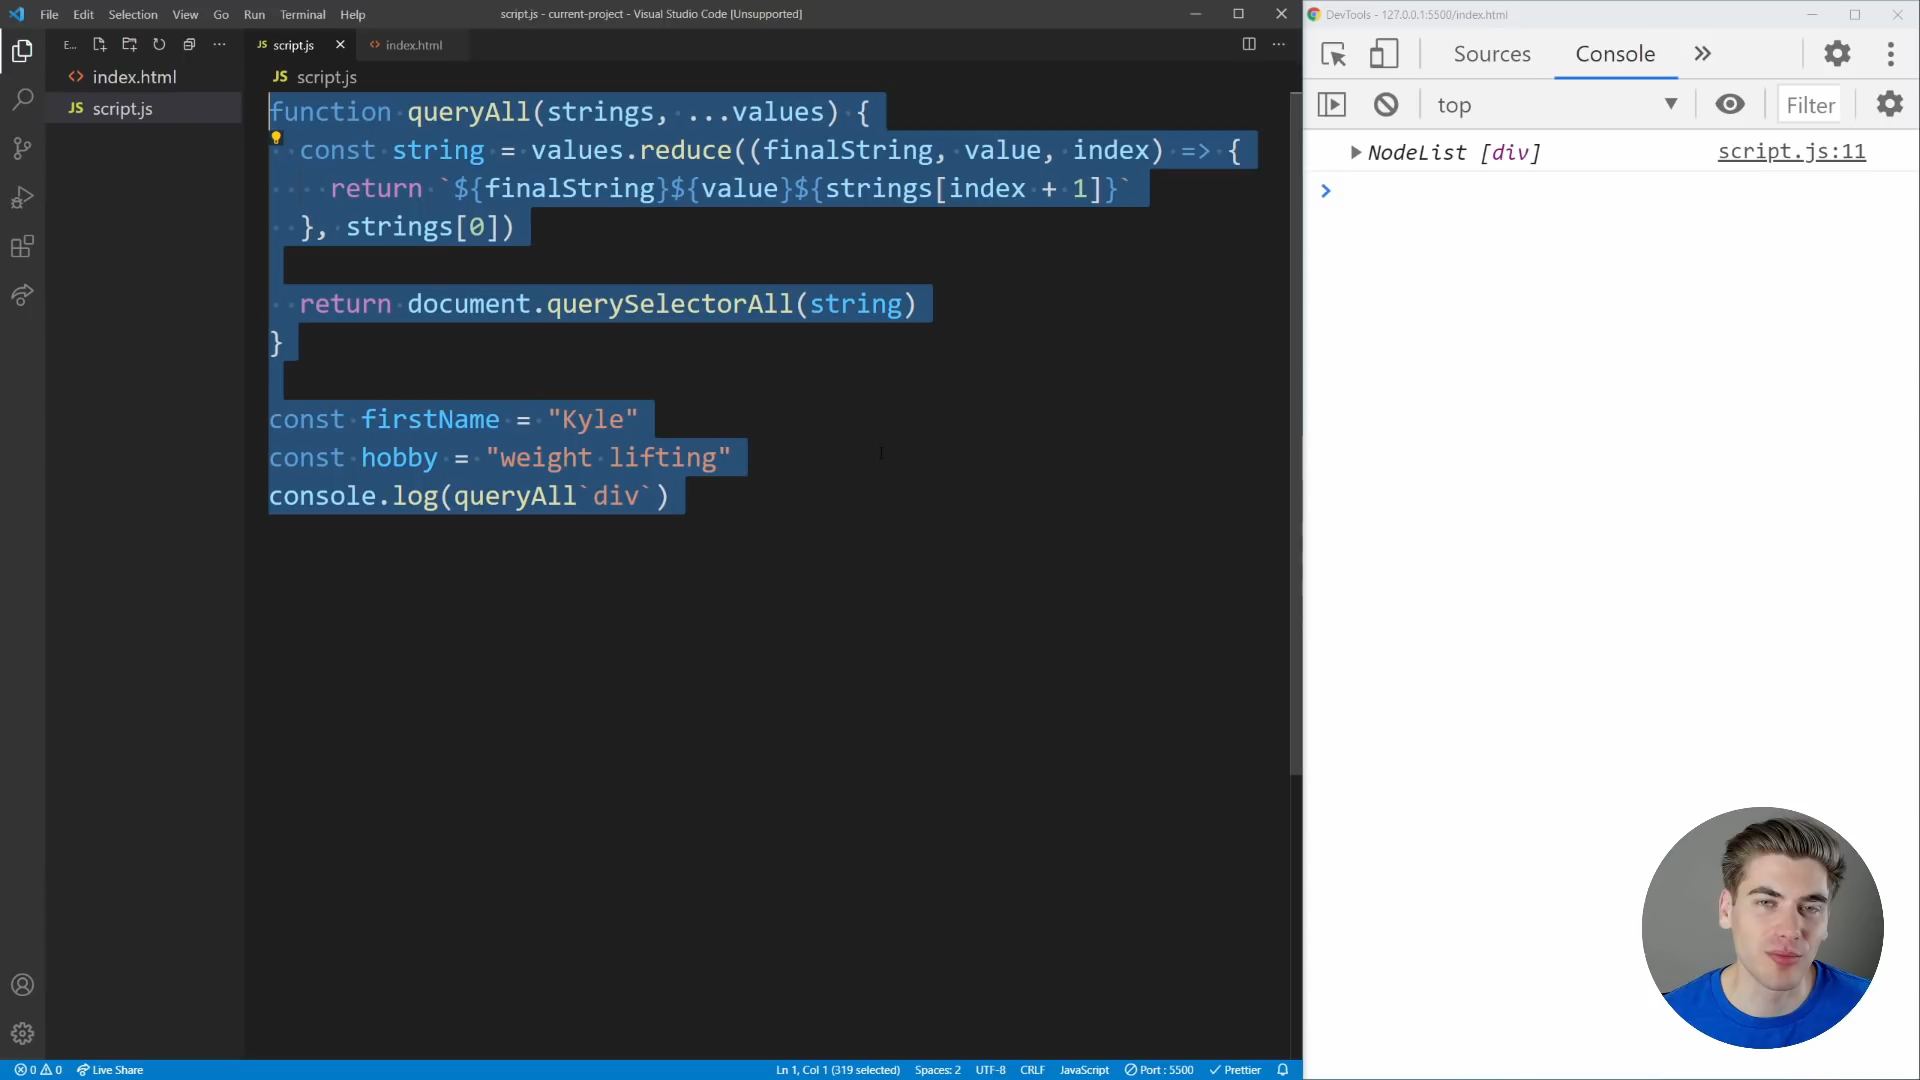 File Edit Selection View Go Run Terminal Help
script.js - current-project - Visual Studio Code [Unsupported]
E...
JS script.js
<> index.html
<> index.html
JS script.js
JS script.js
function queryAll(strings, ...values) {
const string = values.reduce((finalString, value, index) => {
return `${finalString}${value}${strings[index + 1]}`
}, strings[0])
return document.querySelectorAll(string)
}
const firstName = "Kyle"
const hobby = "weight lifting"
console.log(queryAll`div`)
0 0 Live Share
Ln 1, Col 1 (319 selected) Spaces: 2 UTF-8 CRLF JavaScript Port : 5500 Prettier
DevTools - 127.0.0.1:5500/index.html
Sources Console
top Filter
NodeList [div] script.js:11